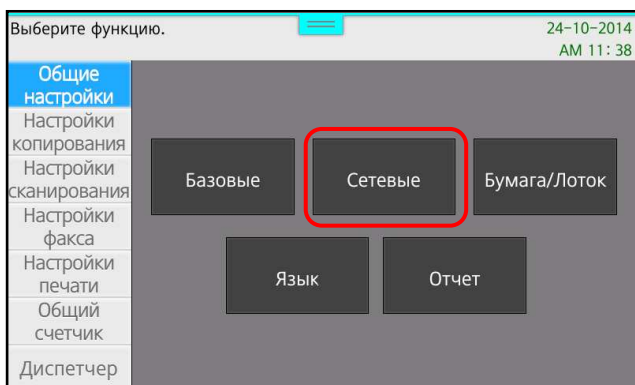 Выберите функцию.
24-10-2014
AM 11:38
Общие
настройки
Настройки
копирования
Настройки
сканирования
Настройки
факса
Настройки
печати
Общий
счетчик
Диспетчер
Базовые
Сетевые
Бумага/Лоток
Язык
Отчет